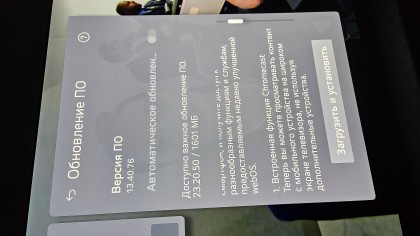 Обновление ПО
Версия ПО
13.40.76
Автоматическое обновлен...
Доступно важное обновление ПО.
23.20.50 / 1601 МБ
разнообразным функциям и службам,
предоставляемым недавно улучшенной
webOS.
1. Встроенная функция Chromecast
Теперь вы можете просматривать контент
с мобильного устройства на широком
экране телевизора, не используя
дополнительные устройства.
Загрузить и установить